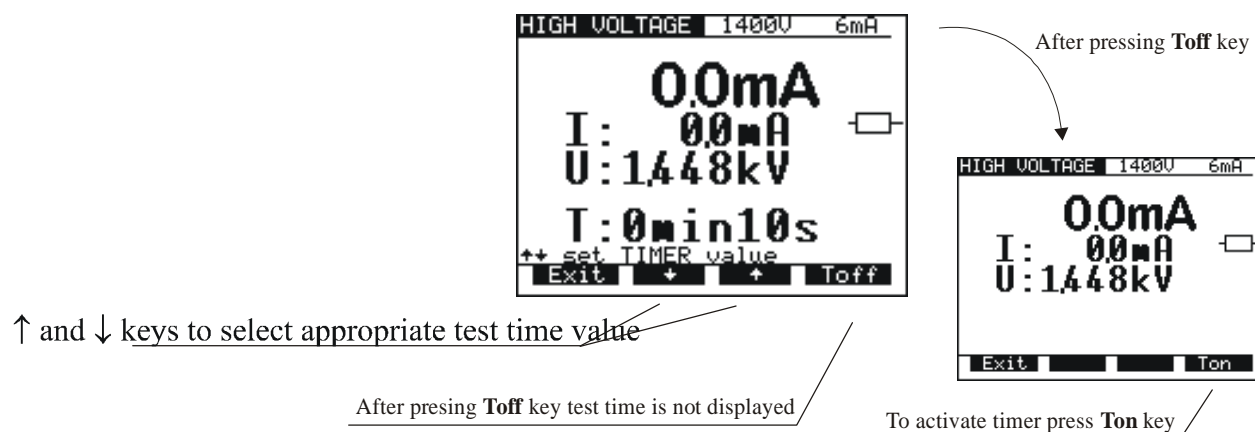 HIGH VOLTAGE 1400V 6mA
0.0mA
I: 0.0mA
U:1.448kV
T:0min10s
↑↓ set TIMER value
Exit ↓ ↑ Toff
After pressing Toff key
HIGH VOLTAGE 1400V 6mA
0.0mA
I: 0.0mA
U:1.448kV
Exit Ton
↑ and ↓ keys to select appropriate test time value
After presing Toff key test time is not displayed
To activate timer press Ton key